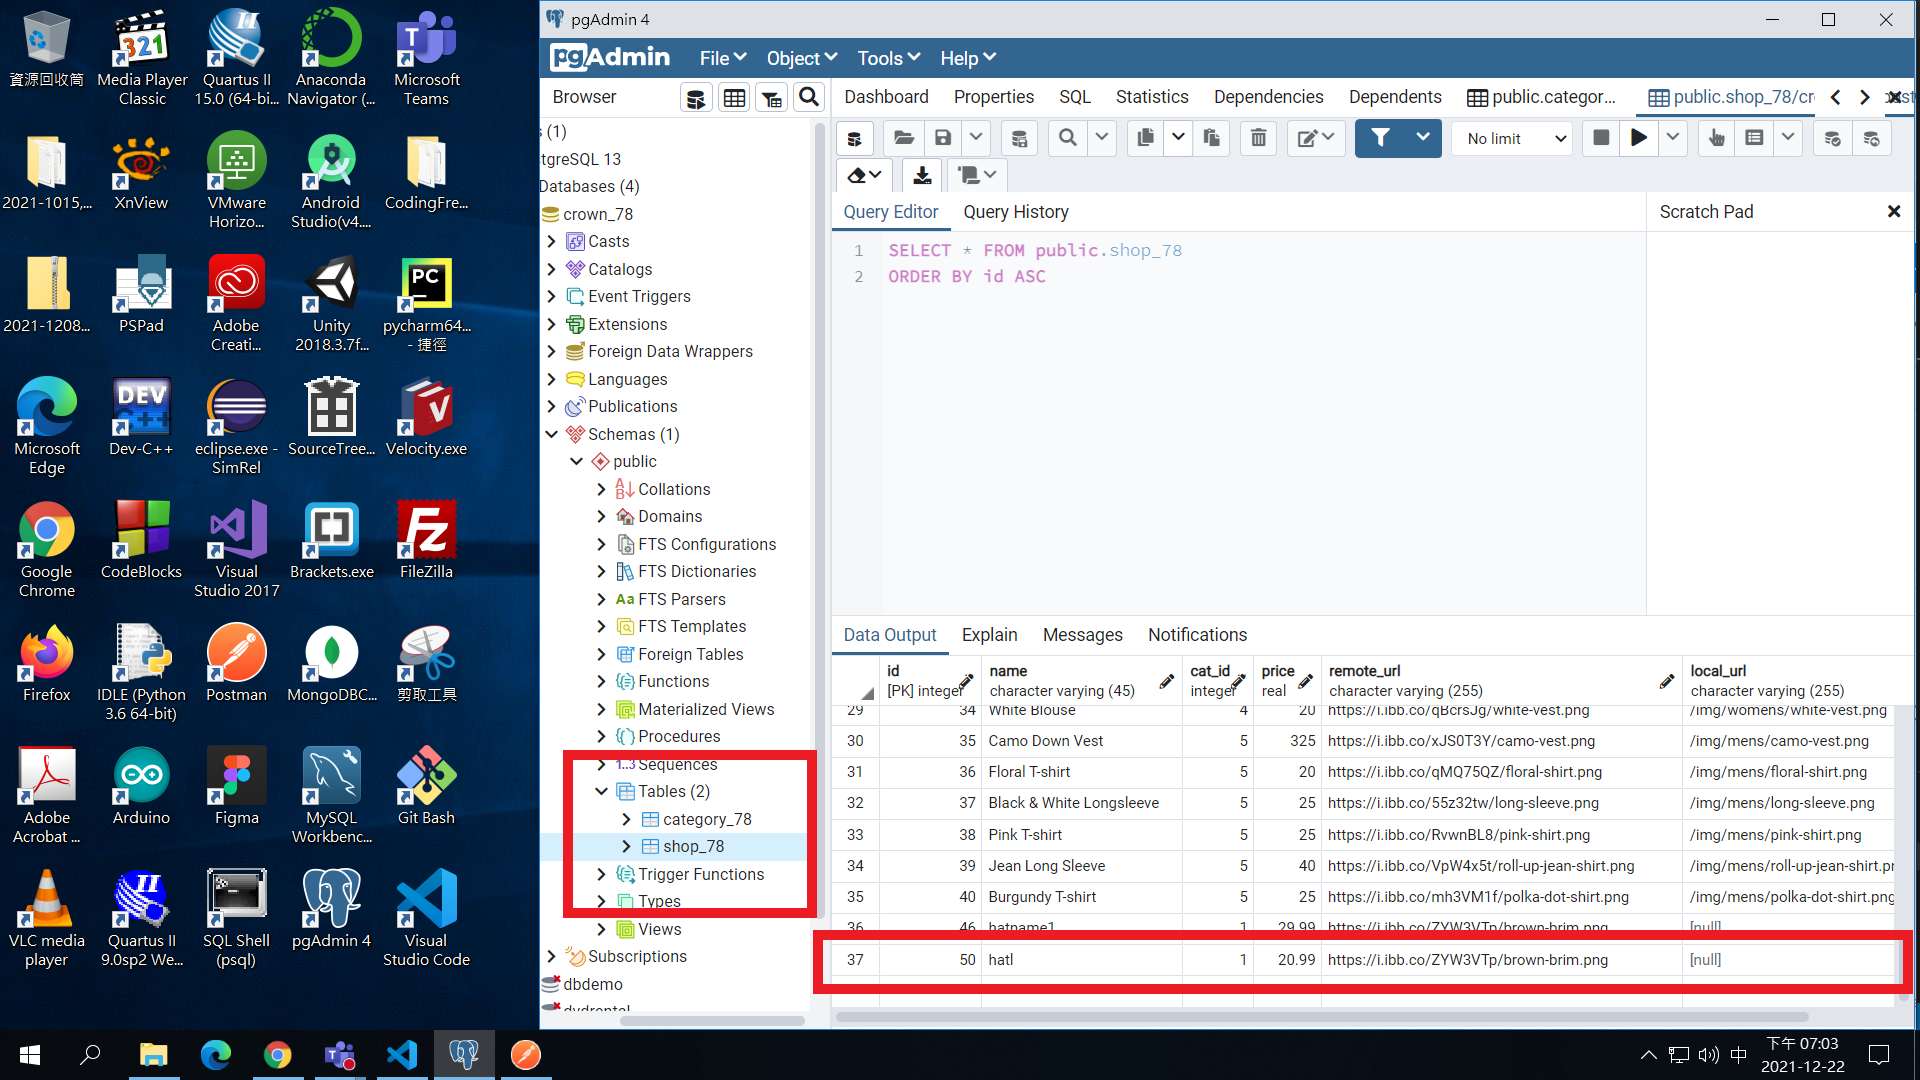 資源回收筒
Media Player
Classic
Quartus II
15.0 (64-bi...
Anaconda
Navigator (...
Microsoft
Teams
2021-1015,...
XnView
VMware
Horizo...
Android
Studio(v4....
CodingFre...
2021-1208...
PSPad
Adobe
Creati...
Unity
2018.3.7f...
pycharm64...
- 捷徑
Microsoft
Edge
Dev-C++
eclipse.exe -
SimRel
SourceTree...
Velocity.exe
Google
Chrome
CodeBlocks
Visual
Studio 2017
Brackets.exe
FileZilla
Firefox
IDLE (Python
3.6 64-bit)
Postman
MongoDBC...
剪取工具
Adobe
Acrobat ...
Arduino
Figma
MySQL
Workbenc...
Git Bash
VLC media
player
Quartus II
9.0sp2 We...
SQL Shell
(psql)
pgAdmin 4
Visual
Studio Code
pgAdmin 4
pgAdmin File Object Tools Help
Browser
s (1)
tgreSQL 13
Databases (4)
crown_78
Casts
Catalogs
Event Triggers
Extensions
Foreign Data Wrappers
Languages
Publications
Schemas (1)
public
Collations
Domains
FTS Configurations
FTS Dictionaries
Aa FTS Parsers
FTS Templates
Foreign Tables
Functions
Materialized Views
Procedures
1..3 Sequences
Tables (2)
category_78
shop_78
Trigger Functions
Types
Views
Subscriptions
dbdemo
dvdrental
Dashboard Properties SQL Statistics Dependencies Dependents public.categor... public.shop_78/cr
No limit
Query Editor Query History
Scratch Pad
1 SELECT * FROM public.shop_78
2 ORDER BY id ASC
Data Output Explain Messages Notifications
id name cat_id price remote_url local_url
[PK] integer character varying (45) integer real character varying (255) character varying (255)
29 34 White Blouse 4 20 https://i.ibb.co/qBcrsJg/white-vest.png /img/womens/white-vest.png
30 35 Camo Down Vest 5 325 https://i.ibb.co/xJS0T3Y/camo-vest.png /img/mens/camo-vest.png
31 36 Floral T-shirt 5 20 https://i.ibb.co/qMQ75QZ/floral-shirt.png /img/mens/floral-shirt.png
32 37 Black & White Longsleeve 5 25 https://i.ibb.co/55z32tw/long-sleeve.png /img/mens/long-sleeve.png
33 38 Pink T-shirt 5 25 https://i.ibb.co/RvwnBL8/pink-shirt.png /img/mens/pink-shirt.png
34 39 Jean Long Sleeve 5 40 https://i.ibb.co/VpW4x5t/roll-up-jean-shirt.png /img/mens/roll-up-jean-shirt.pr
35 40 Burgundy T-shirt 5 25 https://i.ibb.co/mh3VM1f/polka-dot-shirt.png /img/mens/polka-dot-shirt.png
36 46 hatname1 1 29.99 https://i.ibb.co/ZYW3VTp/brown-brim.png [null]
37 50 hatl 1 20.99 https://i.ibb.co/ZYW3VTp/brown-brim.png [null]
中
下午 07:03
2021-12-22